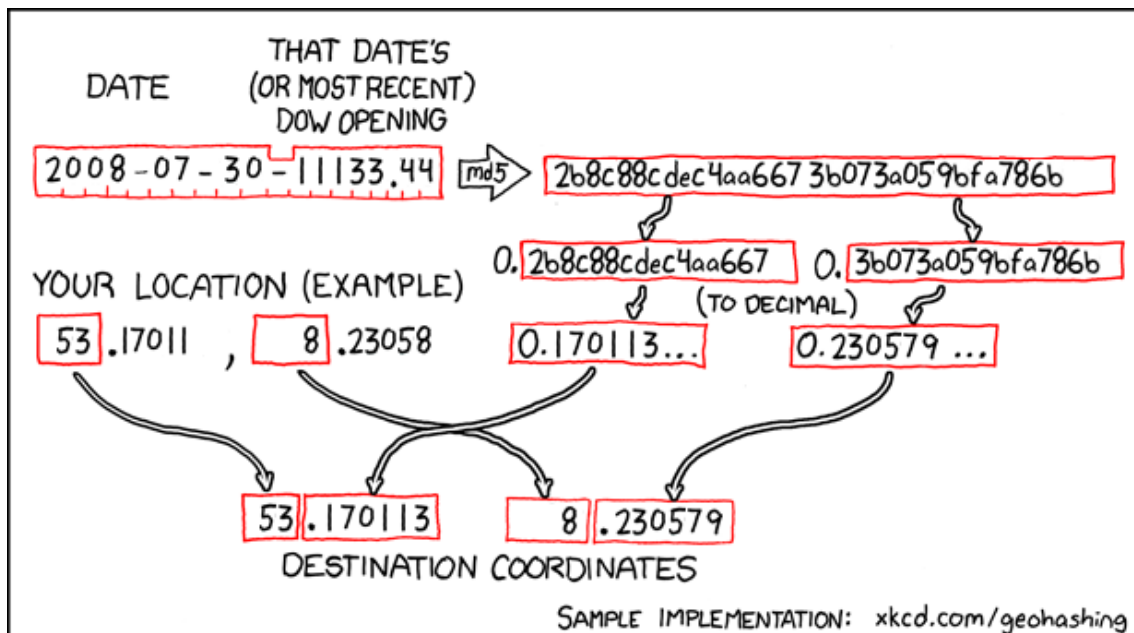 THAT DATE'S
DATE (OR MOST RECENT)
DOW OPENING
2008-07-30-11133.44 md5 2b8c88cdec4aa6673b073a059bfa786b
0.2b8c88cdec4aa667 0.3b073a059bfa786b
YOUR LOCATION (EXAMPLE) (TO DECIMAL)
53.17011, 8.23058 0.170113... 0.230579...
53.170113 8.230579
DESTINATION COORDINATES
SAMPLE IMPLEMENTATION: xkcd.com/geohashing